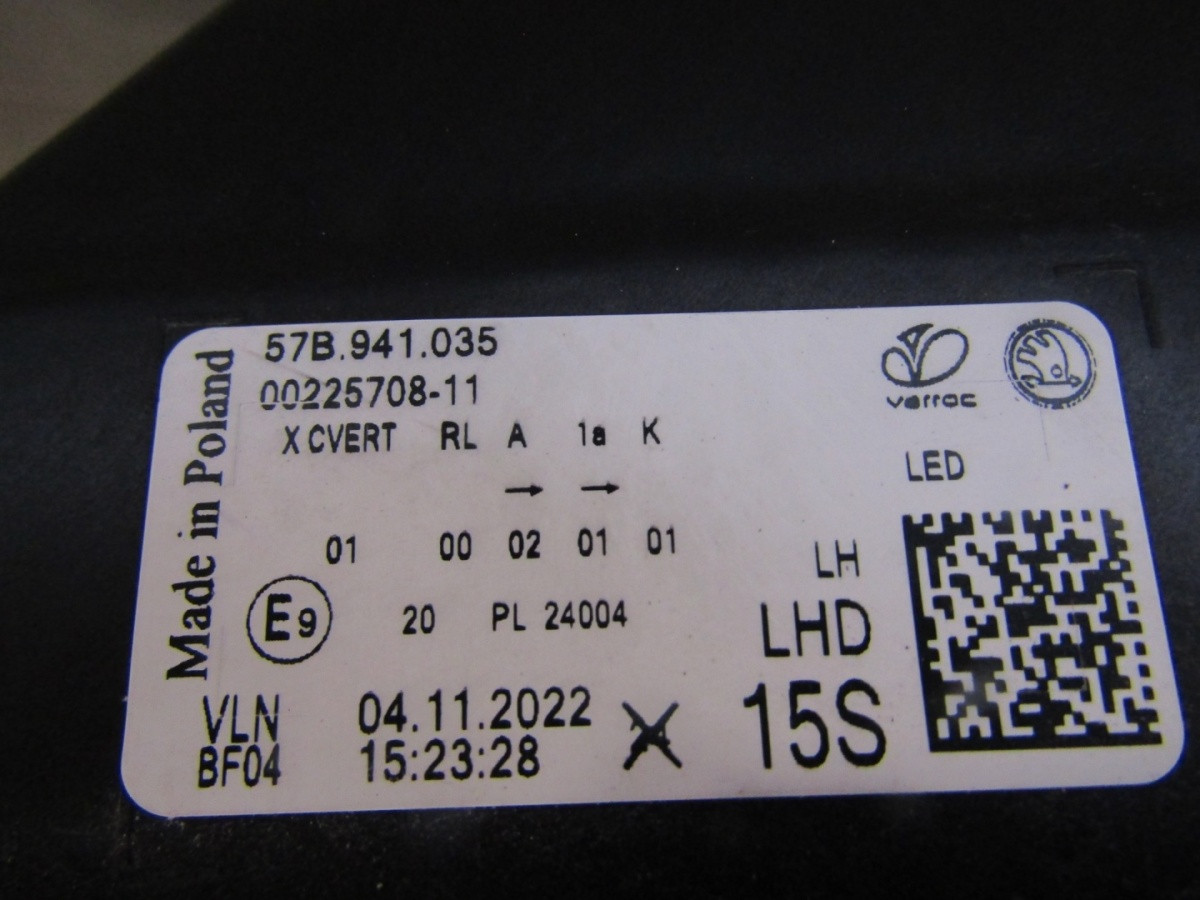 Made in Poland
57B.941.035
00225708-11
X CVERT RL A 1a K
→ →
01 00 02 01 01
E9 20 PL 24004
VLN 04.11.2022
BF04 15:23:28
varroc
LED
LH
LHD
15S